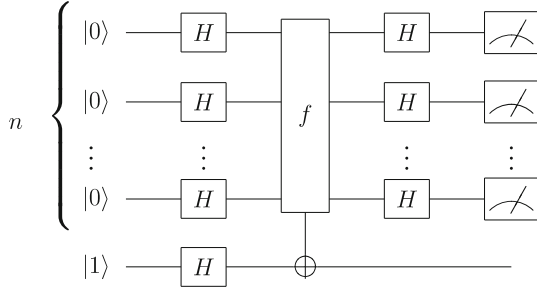 |0⟩ H H
|0⟩ H H
n f
⋮ ⋮ ⋮ ⋮
|0⟩ H H
|1⟩ H